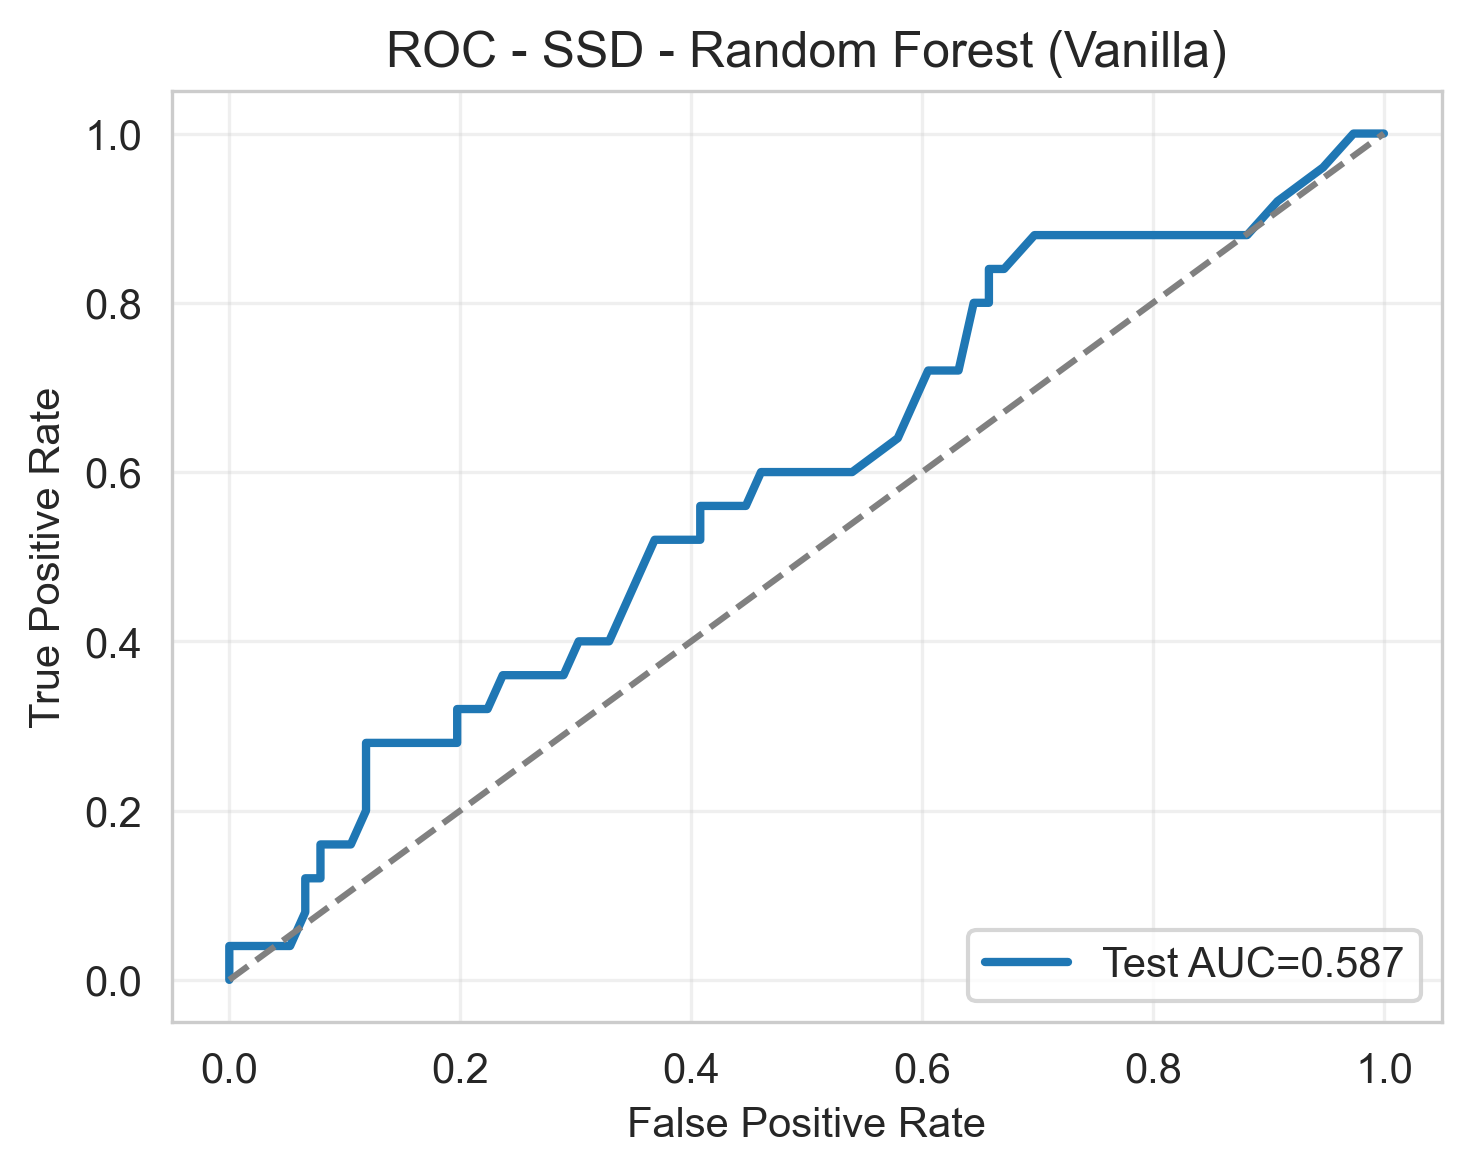 ROC - SSD - Random Forest (Vanilla)
True Positive Rate
1.0
0.8
0.6
0.4
0.2
0.0
Test AUC=0.587
0.0 0.2 0.4 0.6 0.8 1.0
False Positive Rate